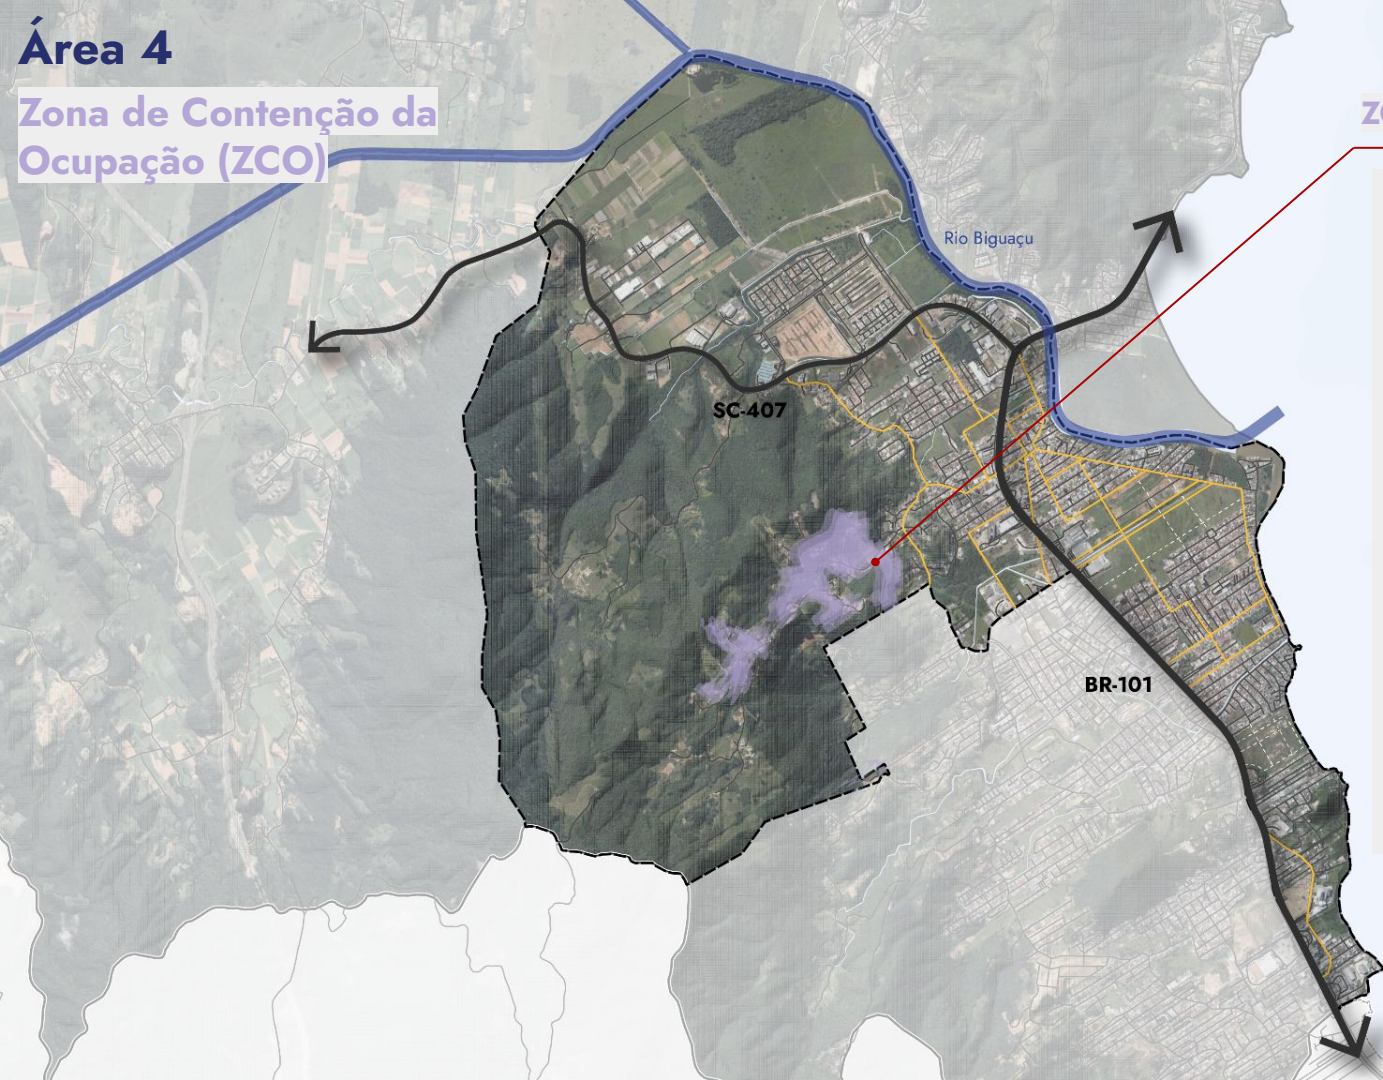 Área 4
Zona de Contenção da
Ocupação (ZCO)
Rio Biguaçu
SC-407
BR-101